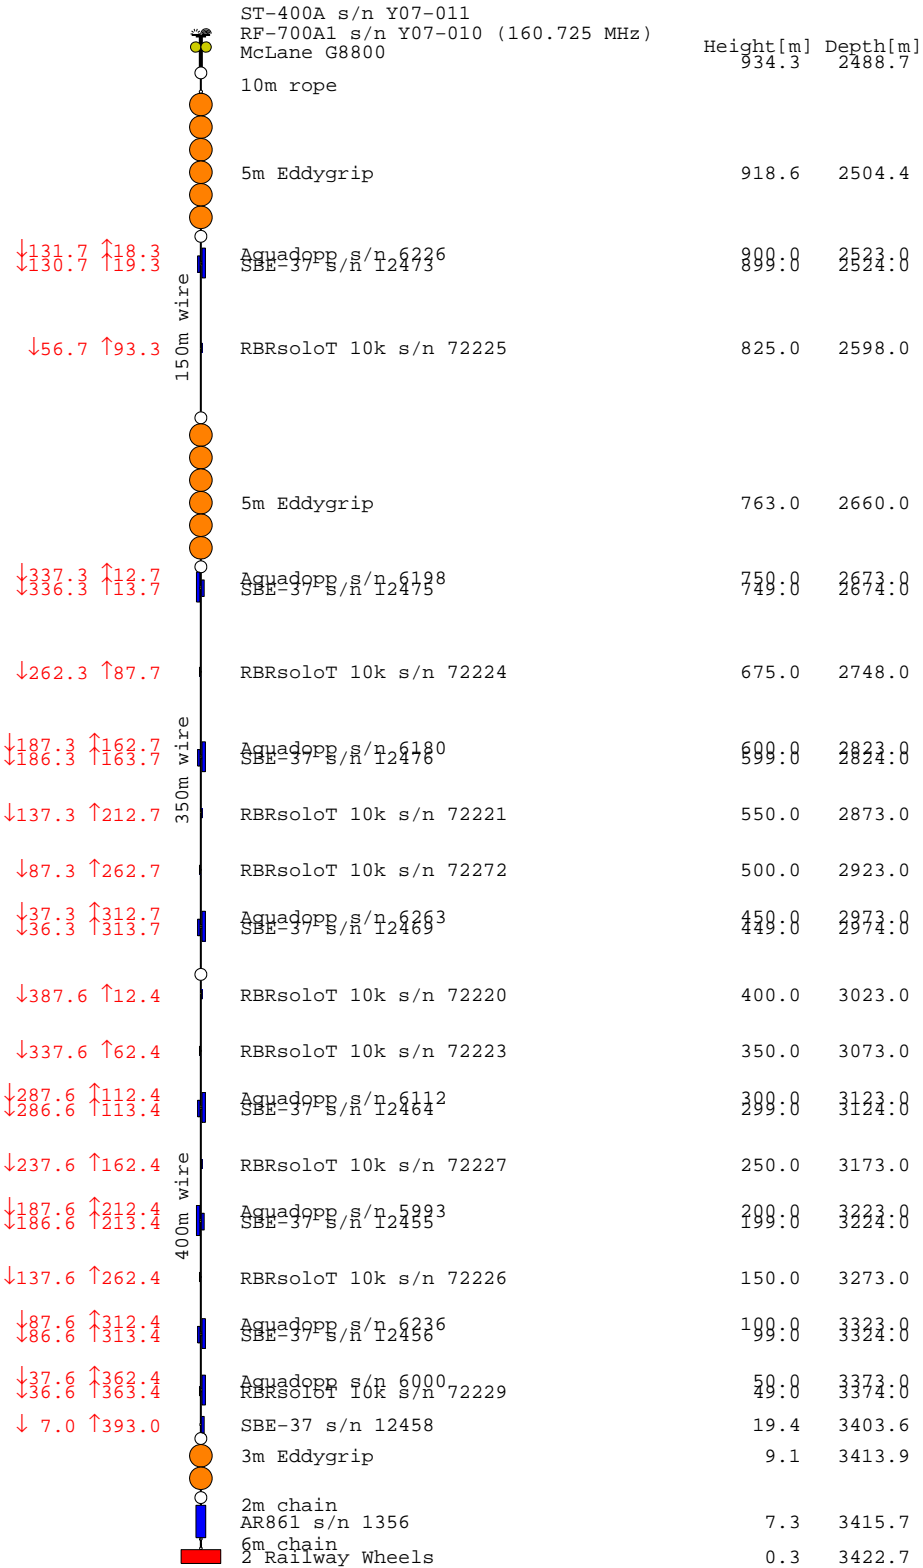 ST-400A s/n Y07-011
RF-700A1 s/n Y07-010 (160.725 MHz)
McLane G8800
Height[m] Depth[m]
934.3 2488.7
10m rope
5m Eddygrip 918.6 2504.4
↓131.7 ↑18.3 Aquadopp s/n 6226 900.0 2523.0
↓130.7 ↑19.3 SBE-37 s/n 12473 899.0 2524.0
150m wire
↓56.7 ↑93.3 RBRsoloT 10k s/n 72225 825.0 2598.0
5m Eddygrip 763.0 2660.0
↓337.3 ↑12.7 Aquadopp s/n 6198 750.0 2673.0
↓336.3 ↑13.7 SBE-37 s/n 12475 749.0 2674.0
↓262.3 ↑87.7 RBRsoloT 10k s/n 72224 675.0 2748.0
↓187.3 ↑162.7 Aquadopp s/n 6180 600.0 2823.0
↓186.3 ↑163.7 SBE-37 s/n 12476 599.0 2824.0
350m wire
↓137.3 ↑212.7 RBRsoloT 10k s/n 72221 550.0 2873.0
↓87.3 ↑262.7 RBRsoloT 10k s/n 72272 500.0 2923.0
↓37.3 ↑312.7 Aquadopp s/n 6263 450.0 2973.0
↓36.3 ↑313.7 SBE-37 s/n 12469 449.0 2974.0
↓387.6 ↑12.4 RBRsoloT 10k s/n 72220 400.0 3023.0
↓337.6 ↑62.4 RBRsoloT 10k s/n 72223 350.0 3073.0
↓287.6 ↑112.4 Aquadopp s/n 6112 300.0 3123.0
↓286.6 ↑113.4 SBE-37 s/n 12464 299.0 3124.0
↓237.6 ↑162.4 RBRsoloT 10k s/n 72227 250.0 3173.0
400m wire
↓187.6 ↑212.4 Aquadopp s/n 5993 200.0 3223.0
↓186.6 ↑213.4 SBE-37 s/n 12455 199.0 3224.0
↓137.6 ↑262.4 RBRsoloT 10k s/n 72226 150.0 3273.0
↓87.6 ↑312.4 Aquadopp s/n 6236 100.0 3323.0
↓86.6 ↑313.4 SBE-37 s/n 12456 99.0 3324.0
↓37.6 ↑362.4 Aquadopp s/n 6000 50.0 3373.0
↓36.6 ↑363.4 RBRsoloT 10k s/n 72229 49.0 3374.0
↓ 7.0 ↑393.0 SBE-37 s/n 12458 19.4 3403.6
3m Eddygrip 9.1 3413.9
2m chain
AR861 s/n 1356 7.3 3415.7
6m chain
2 Railway Wheels 0.3 3422.7